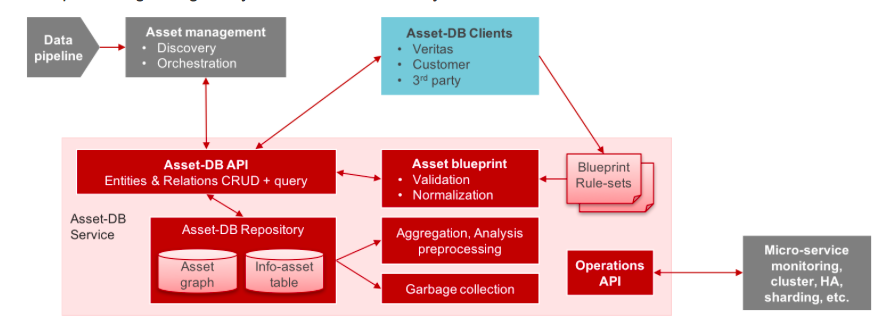 Data
pipeline
Asset management
• Discovery
• Orchestration
Asset-DB Clients
• Veritas
• Customer
• 3rd party
Asset-DB API
Entities & Relations CRUD + query
Asset blueprint
• Validation
• Normalization
Blueprint
Rule-sets
Asset-DB
Service
Asset-DB Repository
Asset
graph
Info-asset
table
Aggregation, Analysis
preprocessing
Garbage collection
Operations
API
Micro-service
monitoring,
cluster, HA,
sharding, etc.